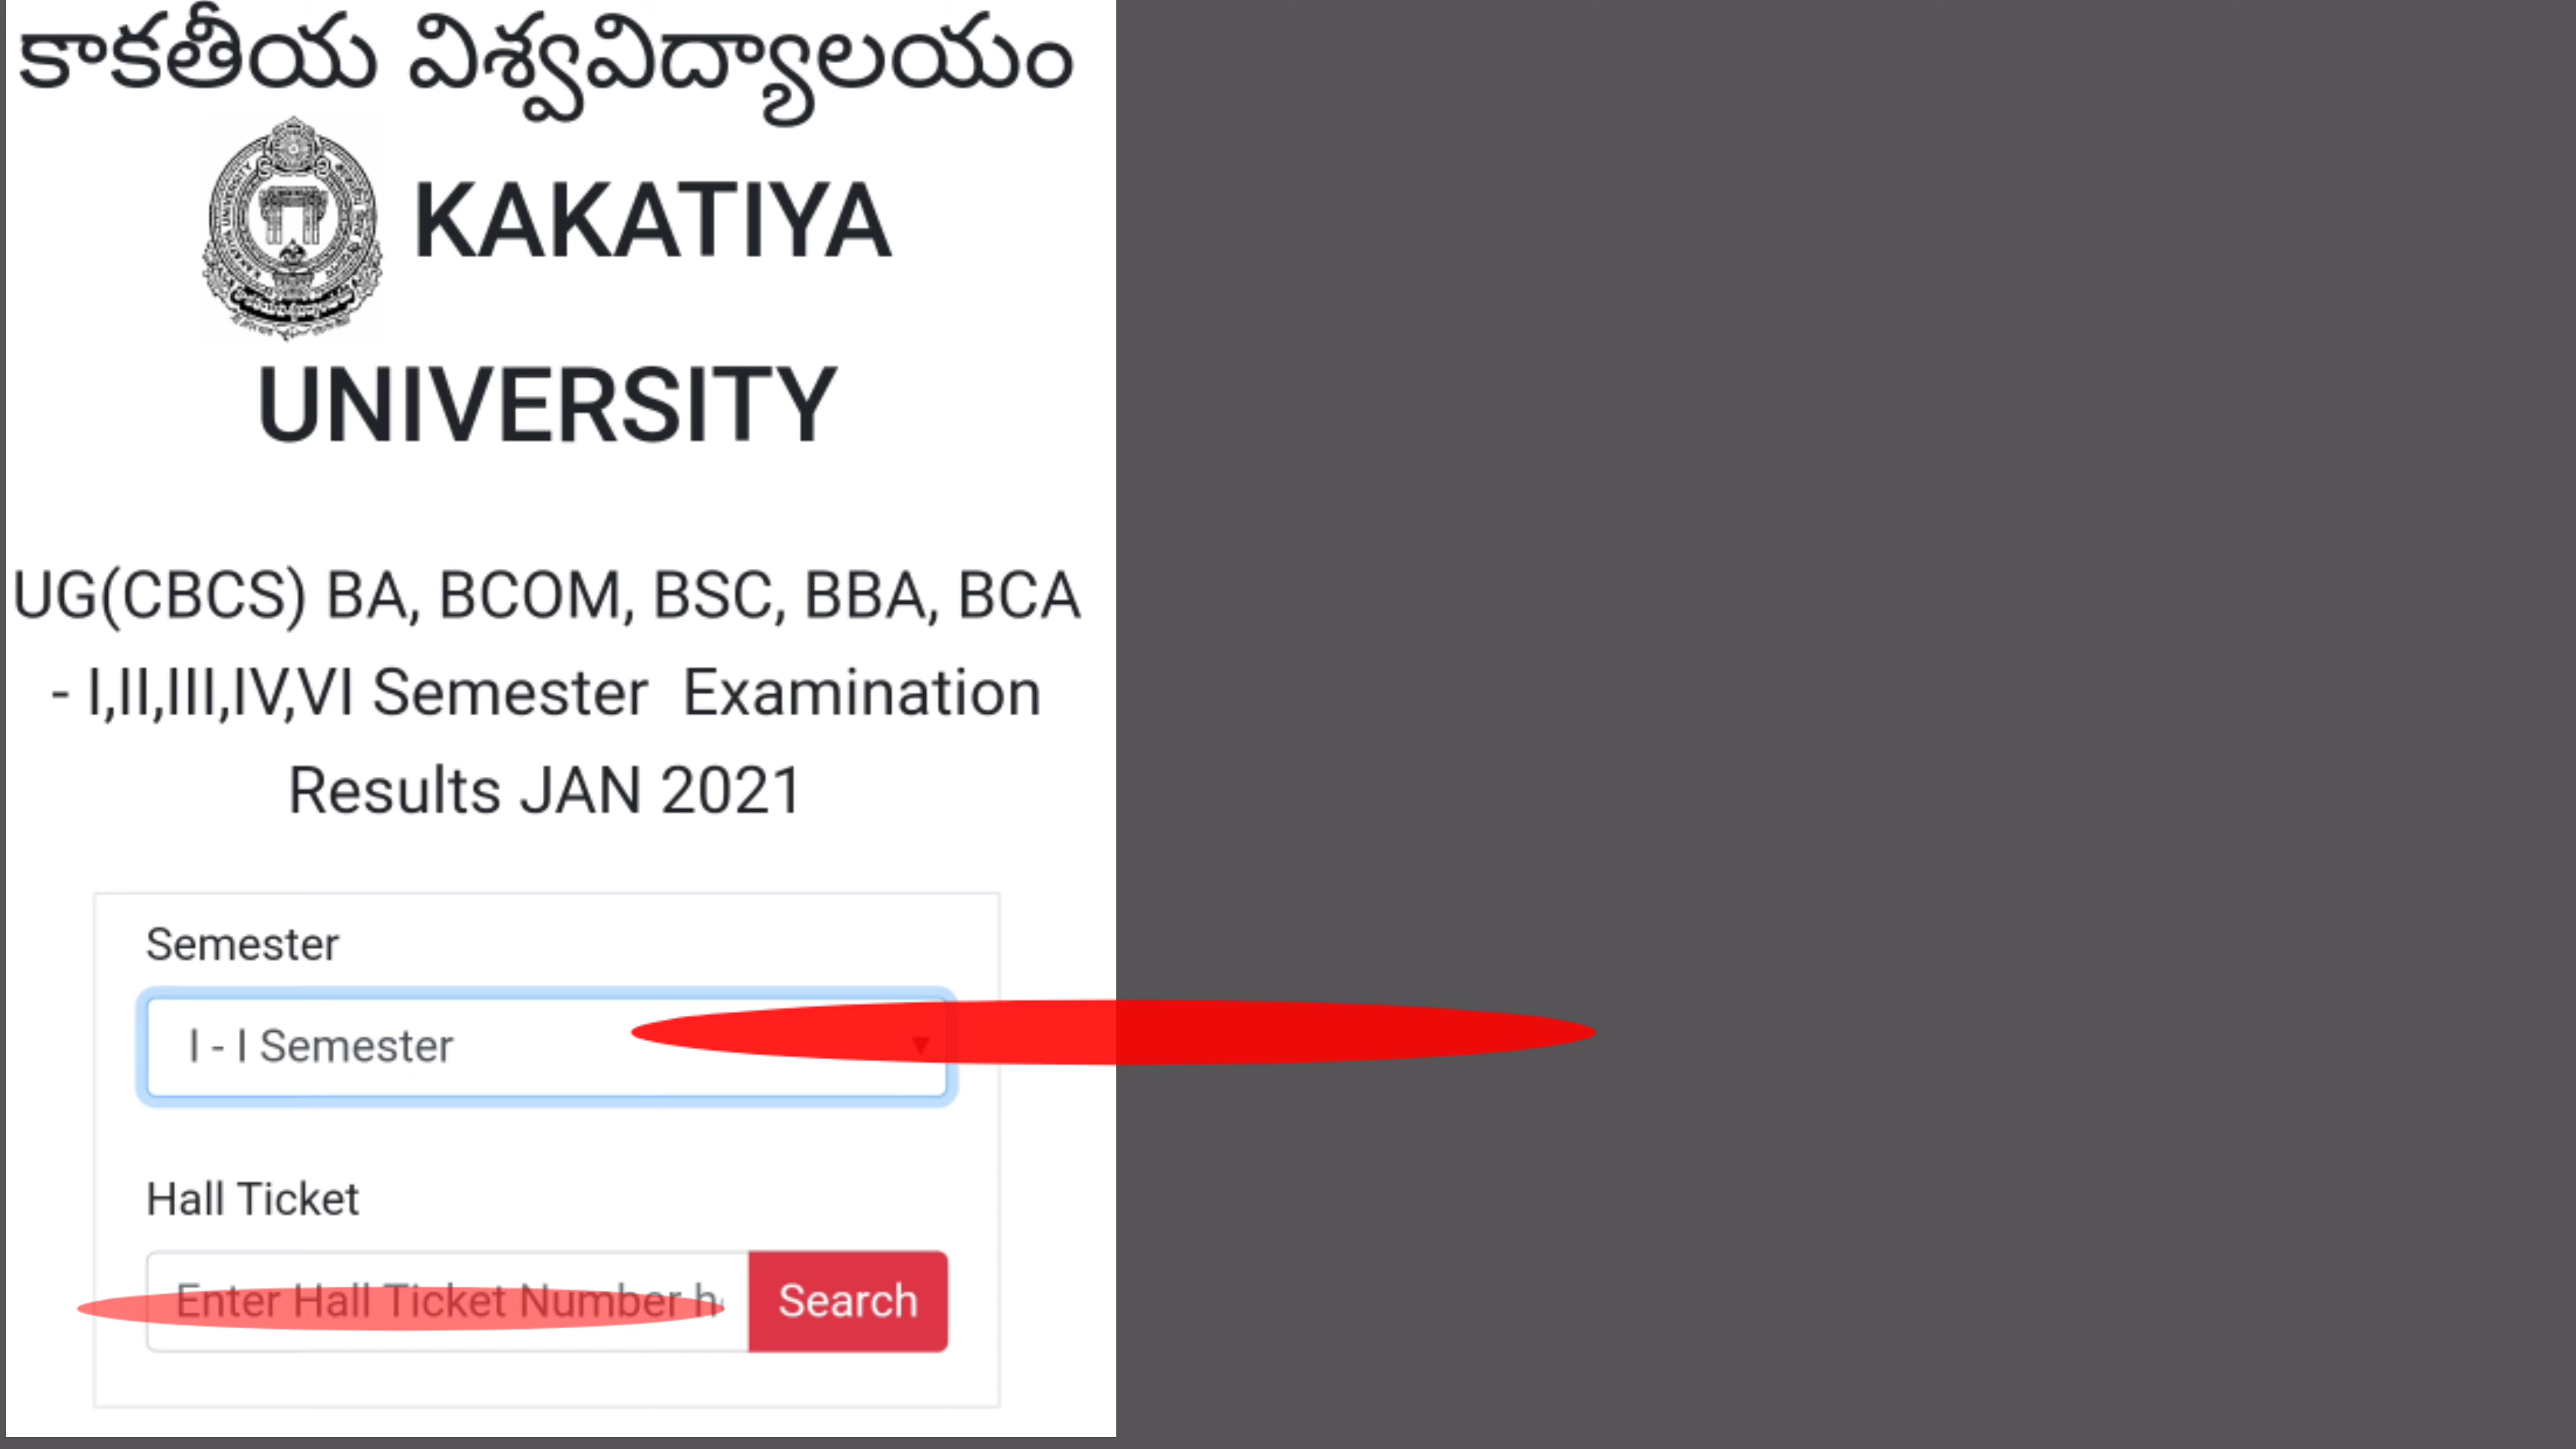 కాకతీయ విశ్వవిద్యాలయం
KAKATIYA
UNIVERSITY
UG(CBCS) BA, BCOM, BSC, BBA, BCA
- I,II,III,IV,VI Semester Examination
Results JAN 2021
Semester
I - I Semester
Hall Ticket
Enter Hall Ticket Number h
Search